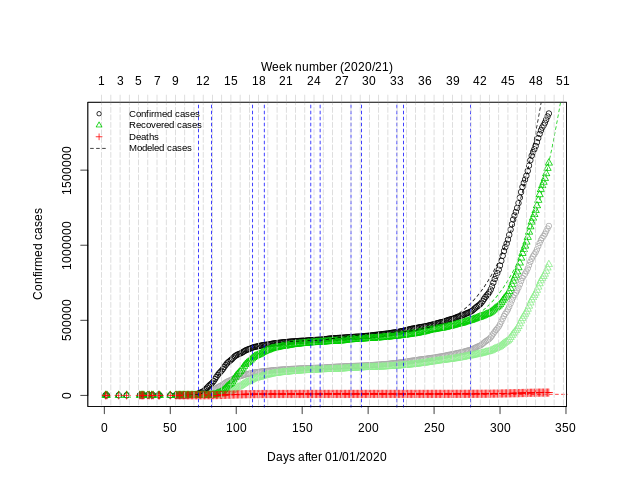 Week number (2020/21)
1 3 5 7 9 12 15 18 21 24 27 30 33 36 39 42 45 48 51
Confirmed cases
Recovered cases
Deaths
Modeled cases
Confirmed cases
1500000
1000000
500000
0
0 50 100 150 200 250 300 350
Days after 01/01/2020